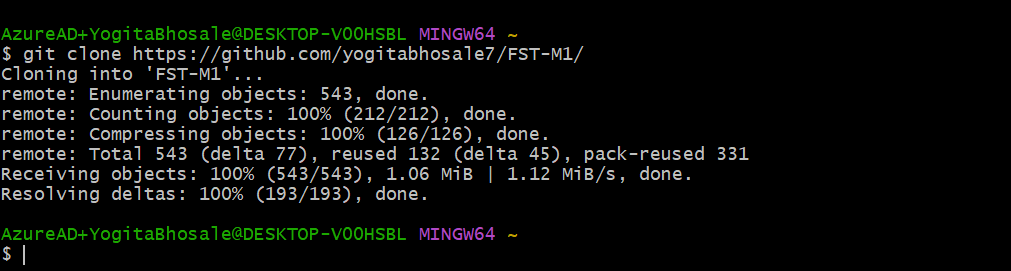 AzureAD+YogitaBhosale@DESKTOP-V00HSBL MINGW64 ~
$ git clone https://github.com/yogitabhosale7/FST-M1/
Cloning into 'FST-M1'...
remote: Enumerating objects: 543, done.
remote: Counting objects: 100% (212/212), done.
remote: Compressing objects: 100% (126/126), done.
remote: Total 543 (delta 77), reused 132 (delta 45), pack-reused 331
Receiving objects: 100% (543/543), 1.06 MiB | 1.12 MiB/s, done.
Resolving deltas: 100% (193/193), done.
AzureAD+YogitaBhosale@DESKTOP-V00HSBL MINGW64 ~
$